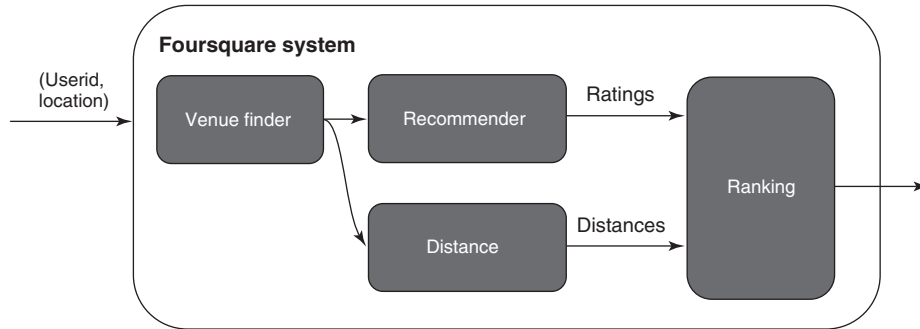 Foursquare system
(Userid,
location)
Venue finder
Recommender
Ratings
Ranking
Distance
Distances